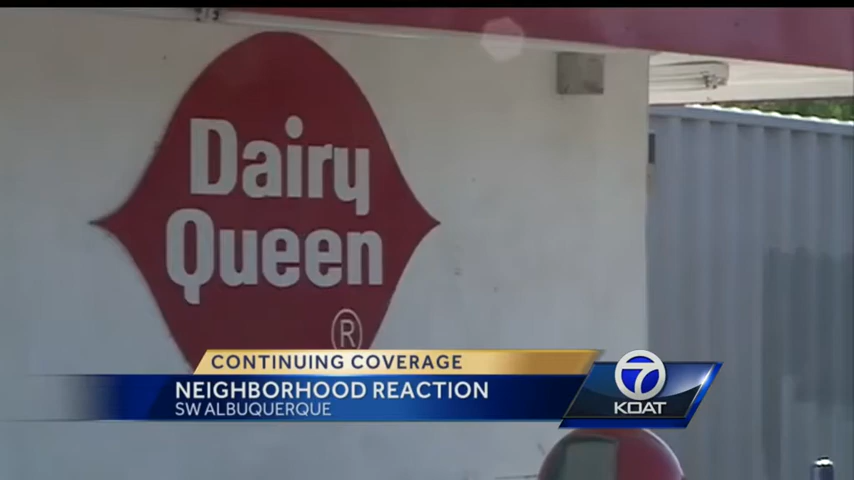 Dairy
Queen
®
CONTINUING COVERAGE
NEIGHBORHOOD REACTION
SW ALBUQUERQUE
7
KOAT